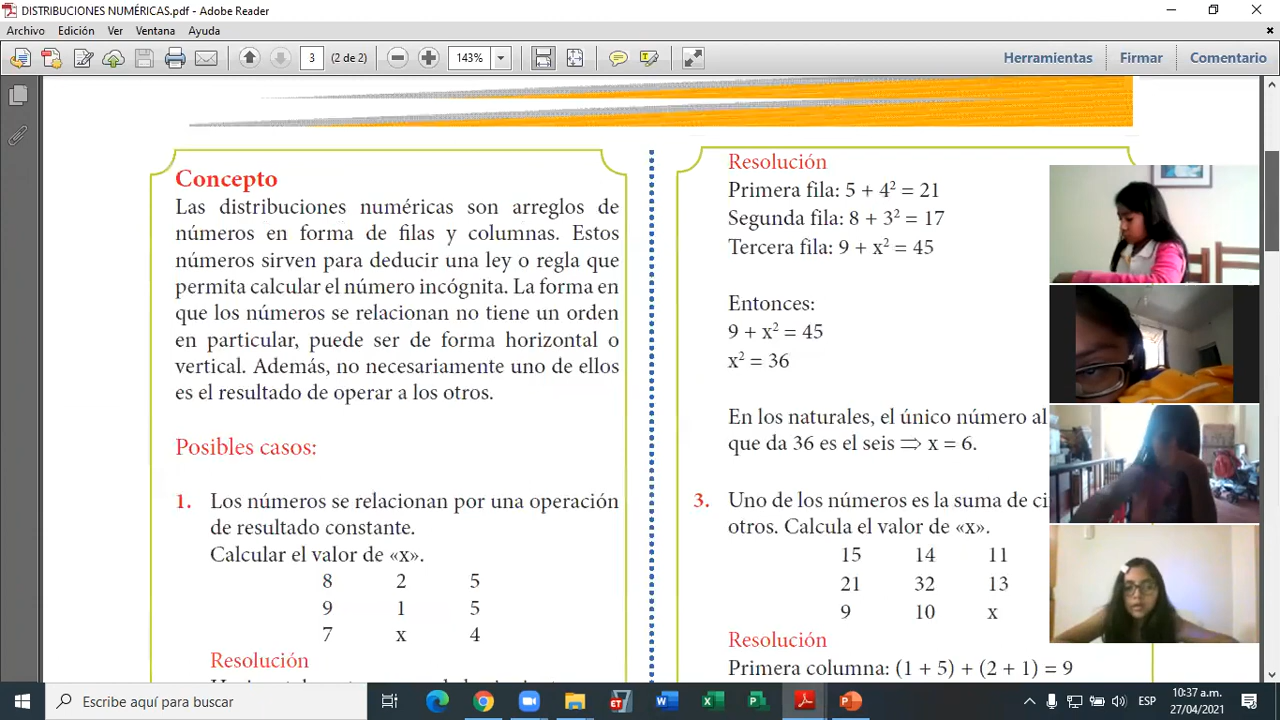 DISTRIBUCIONES NUMÉRICAS.pdf - Adobe Reader
Archivo Edición Ver Ventana Ayuda
3 (2 de 2) 143% Herramientas Firmar Comentario
Concepto
Las distribuciones numéricas son arreglos de
números en forma de filas y columnas. Estos
números sirven para deducir una ley o regla que
permita calcular el número incógnita. La forma en
que los números se relacionan no tiene un orden
en particular, puede ser de forma horizontal o
vertical. Además, no necesariamente uno de ellos
es el resultado de operar a los otros.
Posibles casos:
1. Los números se relacionan por una operación
de resultado constante.
Calcular el valor de «x».
8 2 5
9 1 5
7 x 4
Resolución
Resolución
Primera fila: 5 + 4² = 21
Segunda fila: 8 + 3² = 17
Tercera fila: 9 + x² = 45
Entonces:
9 + x² = 45
x² = 36
En los naturales, el único número al
que da 36 es el seis ⇒ x = 6.
3. Uno de los números es la suma de ci
otros. Calcula el valor de «x».
15 14 11
21 32 13
9 10 x
Resolución
Primera columna: (1 + 5) + (2 + 1) = 9
Escribe aquí para buscar
ESP
10:37 a.m.
27/04/2021